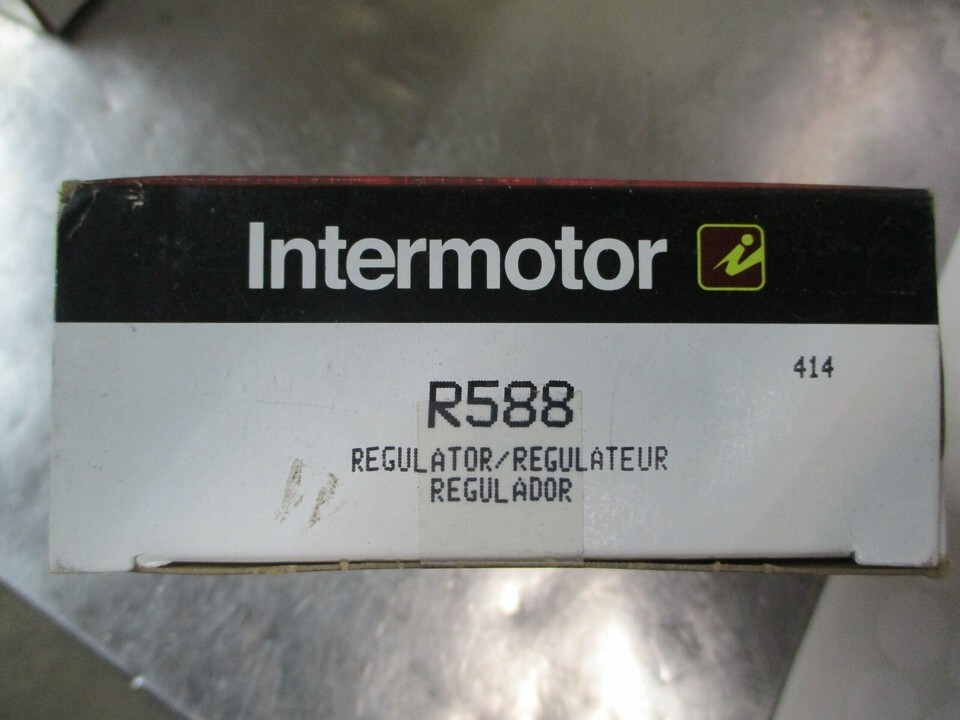 Intermotor
414
R588
REGULATOR/REGULATEUR
REGULADOR